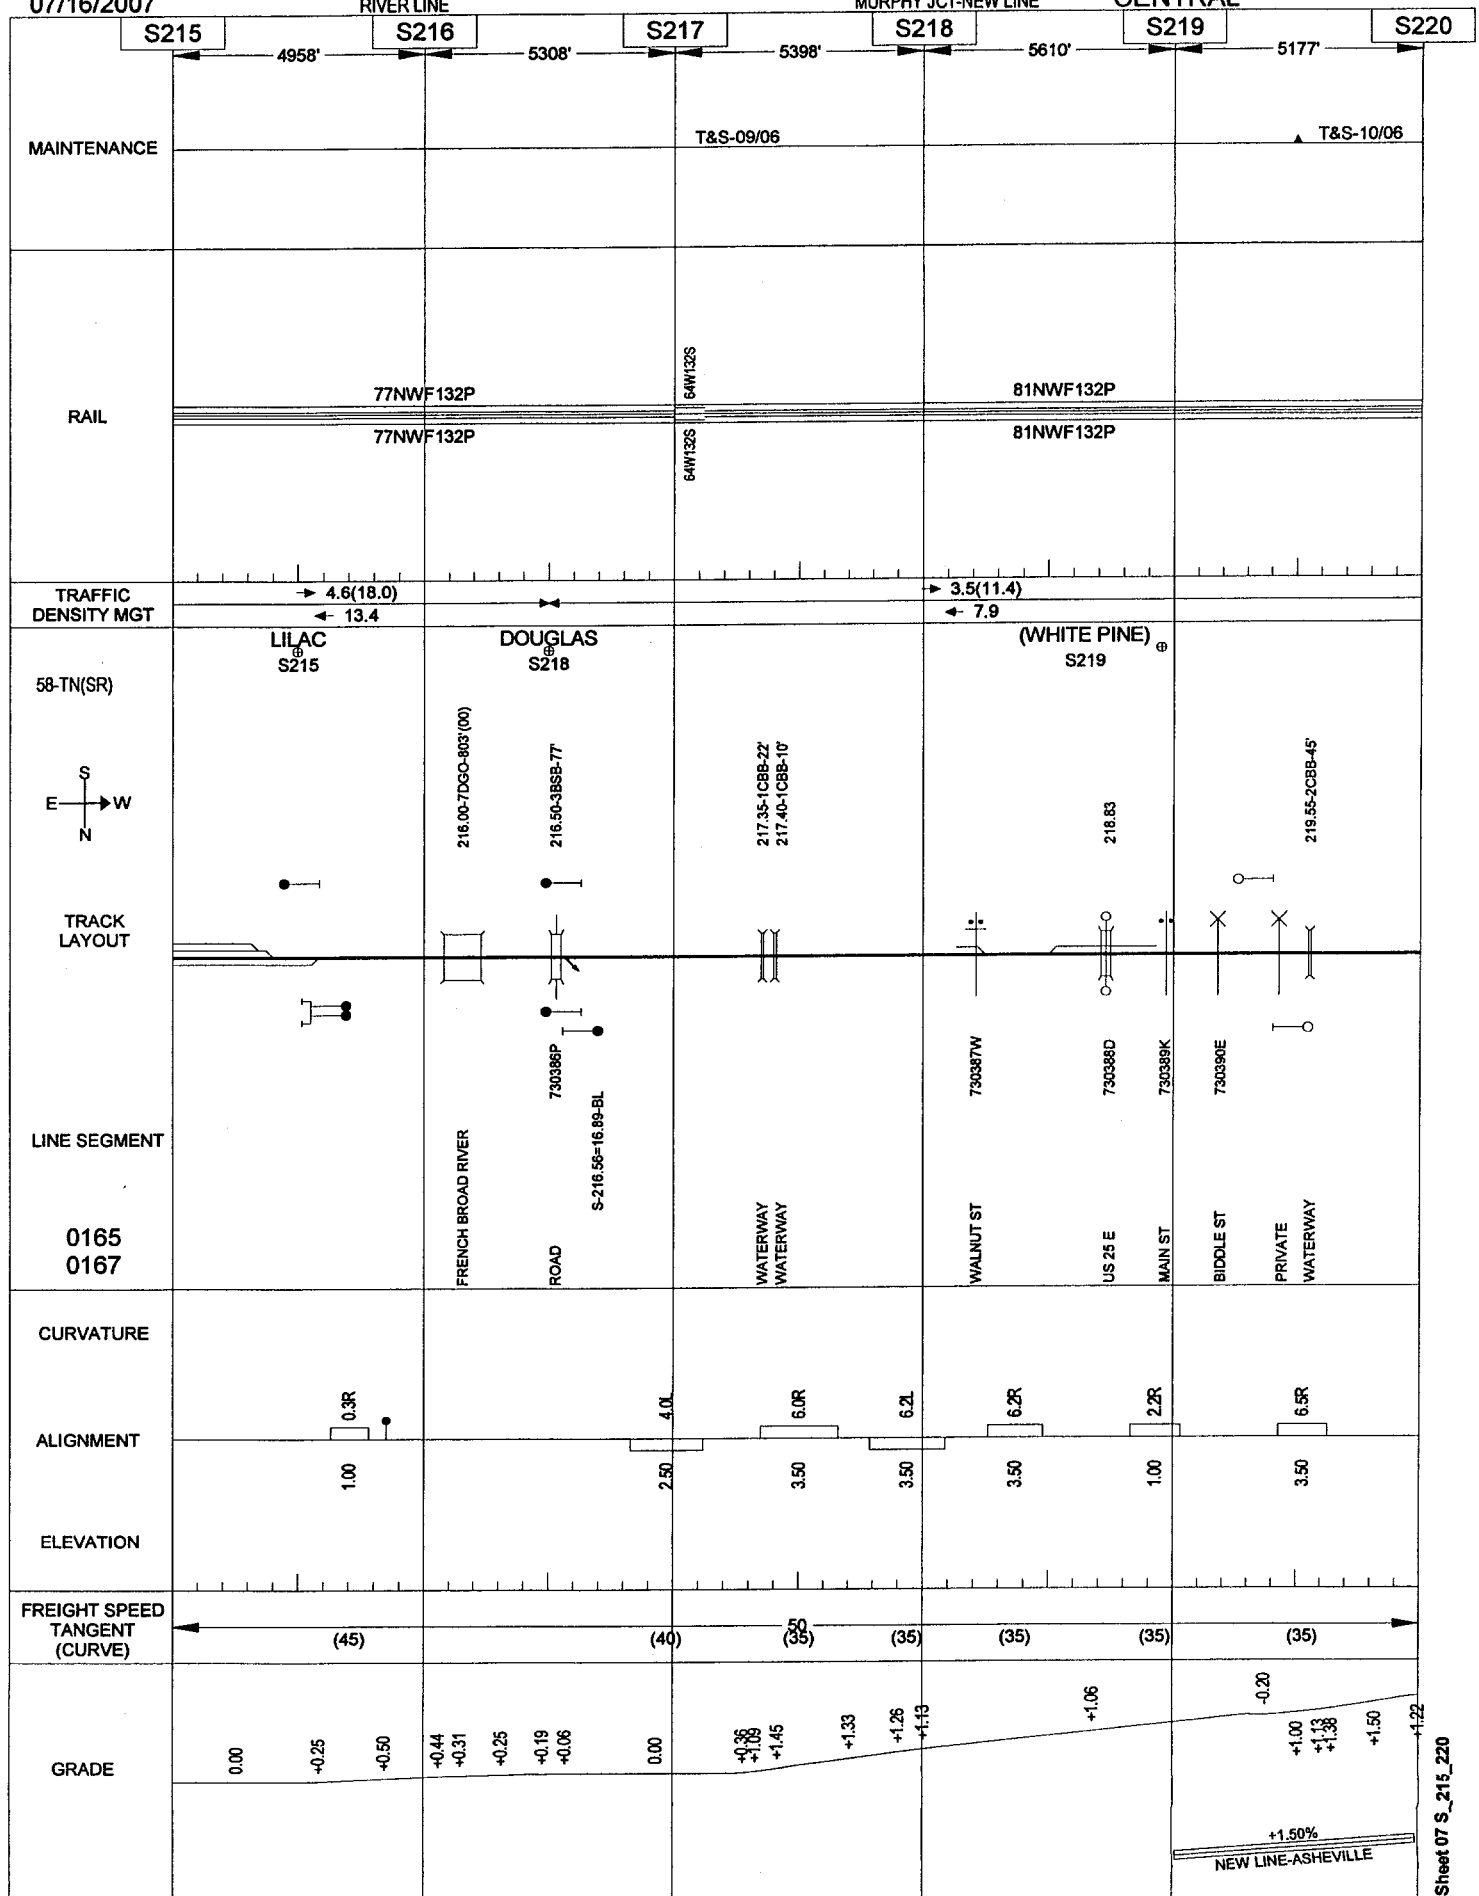 07/16/2007 RIVER LINE MURPHY JCT-NEW LINE CENTRAL
S215 S216 S217 S218 S219 S220
4958' 5308' 5398' 5610' 5177'
MAINTENANCE
T&S-09/06 T&S-10/06
RAIL
77NWF132P 64W132S 81NWF132P
77NWF132P 64W132S 81NWF132P
TRAFFIC
DENSITY MGT
4.6(18.0) 3.5(11.4)
13.4 7.9
LILAC DOUGLAS (WHITE PINE)
S215 S218 S219
58-TN(SR)
S
E W
N
216.00-7DGO-803'(00)
216.50-3BSB-77'
217.35-1CBB-22'
217.40-1CBB-10'
218.83
219.55-2CBB-45'
TRACK
LAYOUT
730386P
730387W
730388D
730389K
730390E
S-216.56=16.89-BL
LINE SEGMENT
0165
0167
FRENCH BROAD RIVER
ROAD
WATERWAY
WATERWAY
WALNUT ST
US 25 E
MAIN ST
BIDDLE ST
PRIVATE
WATERWAY
CURVATURE
0.3R 4.0L 6.0R 6.2L 6.2R 2.2R 6.5R
ALIGNMENT
1.00 2.50 3.50 3.50 3.50 1.00 3.50
ELEVATION
FREIGHT SPEED
TANGENT
(CURVE)
50
(45) (40) (35) (35) (35) (35) (35)
GRADE
0.00 +0.25 +0.50 +0.44 +0.31 +0.25 +0.19 +0.06 0.00 +0.36 +1.09 +1.45 +1.33 +1.26 +1.13 +1.06 -0.20 +1.00 +1.13 +1.38 +1.50 +1.22
+1.50%
NEW LINE-ASHEVILLE
Sheet 07 S_215_220